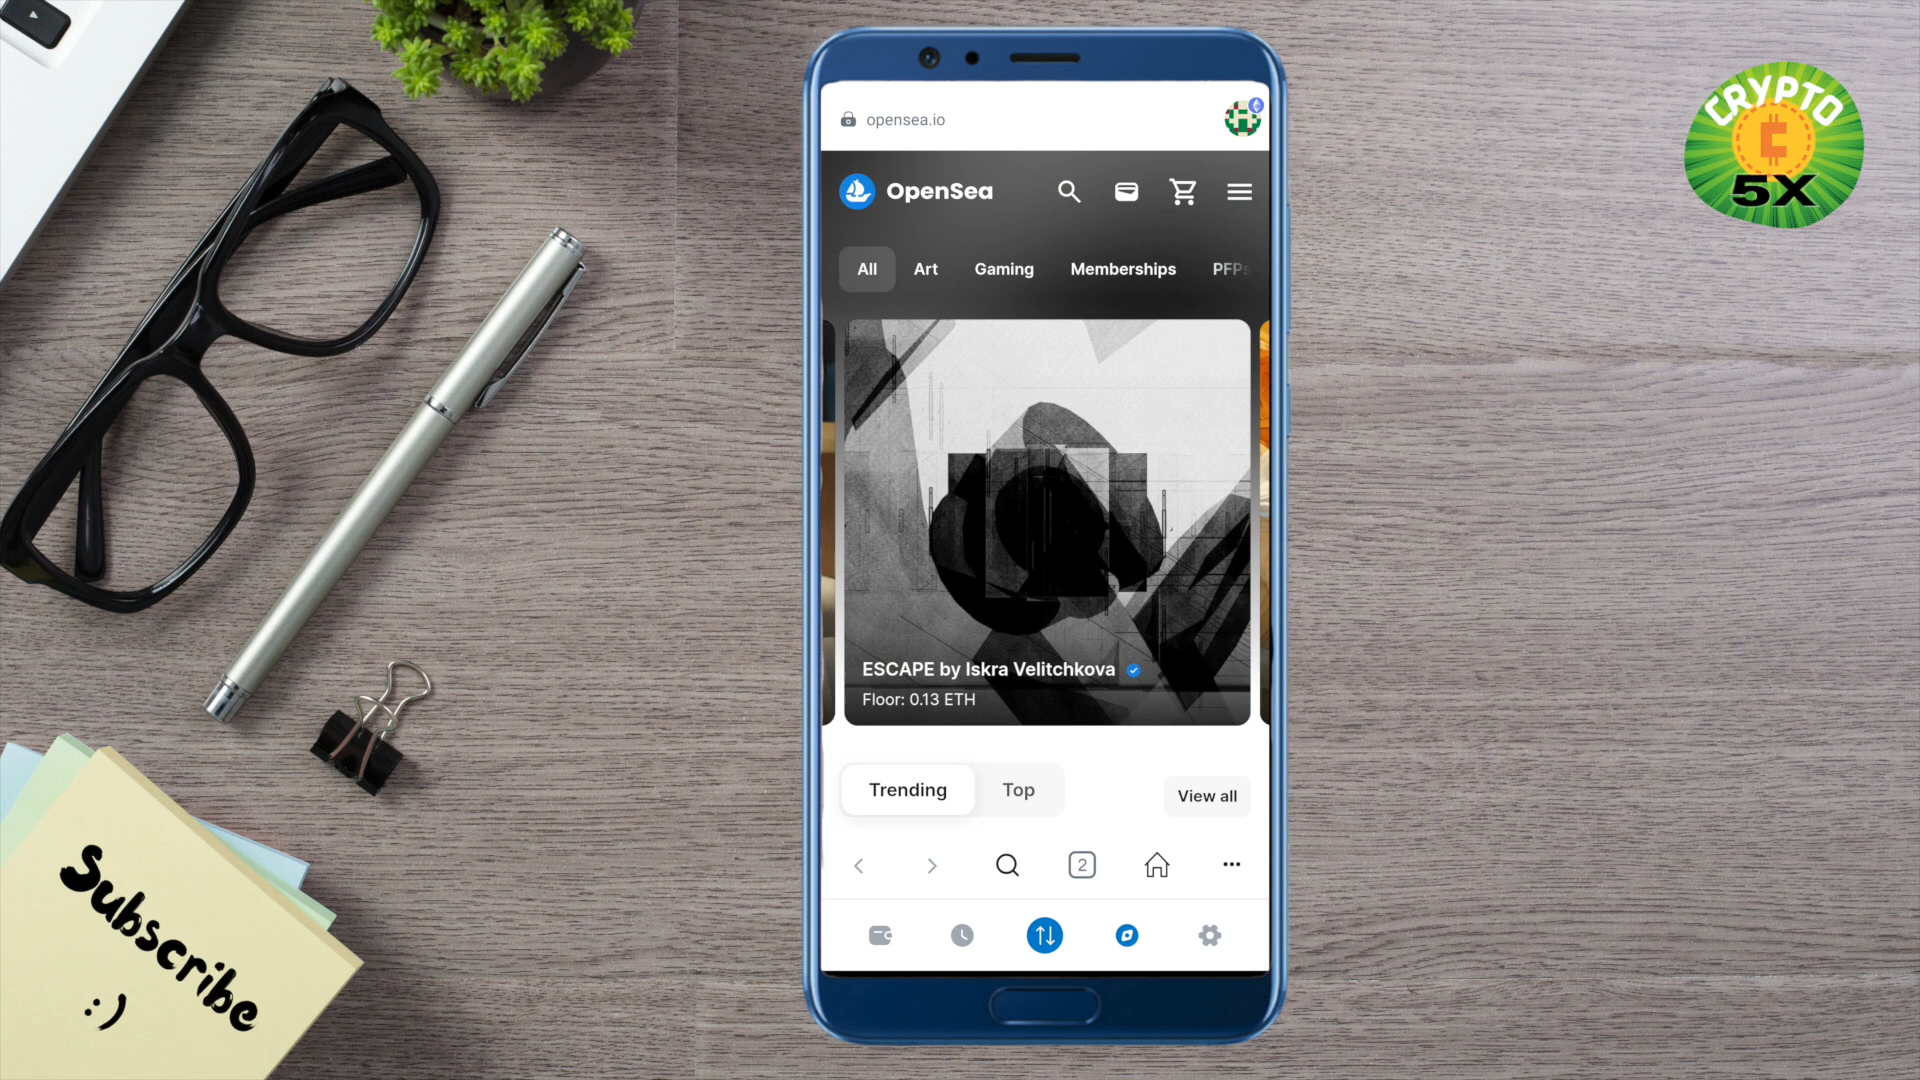 opensea.io
OpenSea
All Art Gaming Memberships PFPs
ESCAPE by Iskra Velitchkova
Floor: 0.13 ETH
Trending Top View all
2
CRYPTO
5X
Subscribe
:)